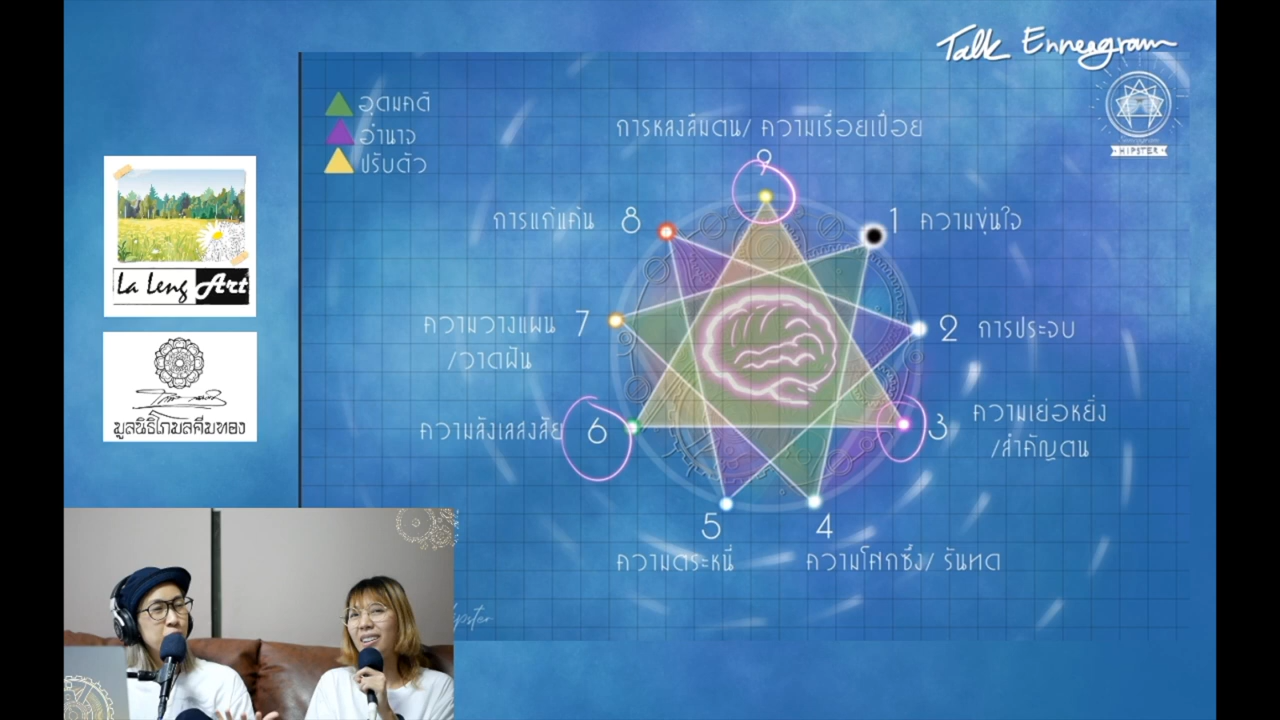 Talk Enneagram
HIPSTER
อุดมคติ
อำนาจ
ปรับตัว
การหลงลืมตน/ ความเรื่อยเปื่อย
9
การแก้แค้น 8
1 ความขุ่นใจ
ความวางแผน 7
/วาดฝัน
2 การประจบ
ความลังเลสงสัย 6
3 ความเย่อหยิ่ง
/สำคัญตน
5
ความตระหนี่
4
ความโศกซึ้ง/ รันทด
La Leng Art
มูลนิธิโกมลคีมทอง